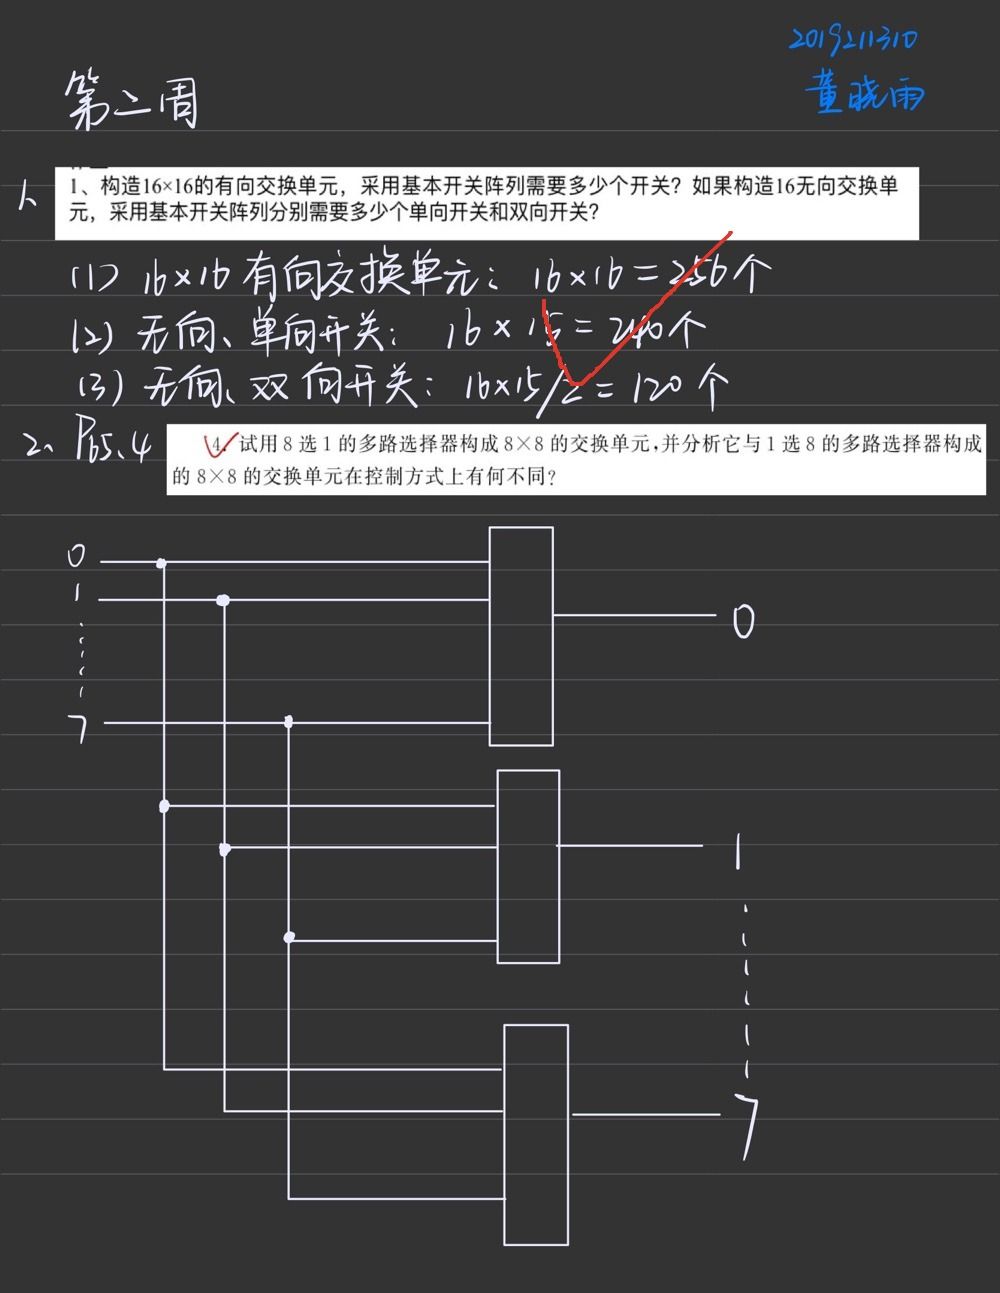 2019211310
董晓雨
第二周
1、
1、构造16×16的有向交换单元，采用基本开关阵列需要多少个开关？如果构造16无向交换单
元，采用基本开关阵列分别需要多少个单向开关和双向开关？
(1) 16×16有向交换单元： 16×16=256个
(2) 无向、单向开关： 16×15=240个
(3) 无向、双向开关：16×15/2=120个
2、P65、4
4. 试用8选1的多路选择器构成8×8的交换单元,并分析它与1选8的多路选择器构成
的8×8的交换单元在控制方式上有何不同?
0
1
7
0
1
7